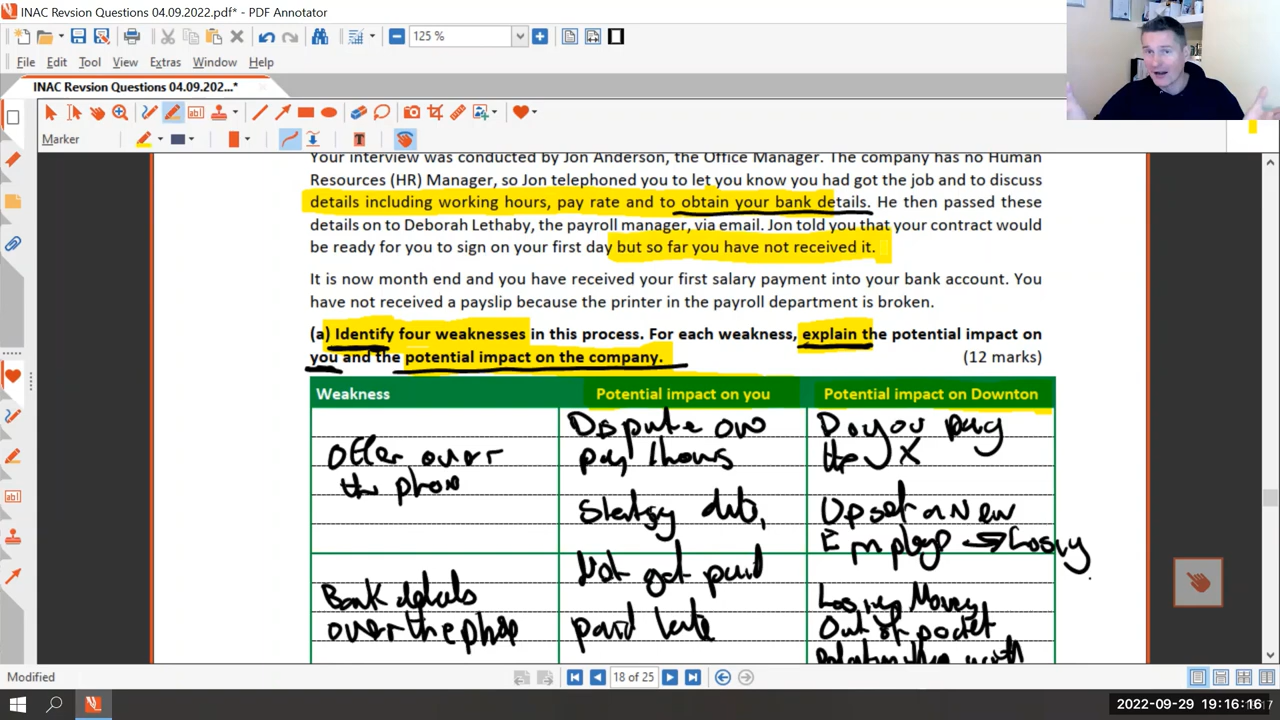 INAC Revsion Questions 04.09.2022.pdf* - PDF Annotator
125 %
File Edit Tool View Extras Window Help
INAC Revsion Questions 04.09.202...*
Marker
Your interview was conducted by Jon Anderson, the Office Manager. The company has no Human
Resources (HR) Manager, so Jon telephoned you to let you know you had got the job and to discuss
details including working hours, pay rate and to obtain your bank details. He then passed these
details on to Deborah Lethaby, the payroll manager, via email. Jon told you that your contract would
be ready for you to sign on your first day but so far you have not received it.
It is now month end and you have received your first salary payment into your bank account. You
have not received a payslip because the printer in the payroll department is broken.
(a) Identify four weaknesses in this process. For each weakness, explain the potential impact on
you and the potential impact on the company. (12 marks)
Weakness Potential impact on you Potential impact on Downton
Offer over
the phone
Dispute ove
pay / hours
Do you pay
the X
Upset a New
Bank details
over the phone
Not got paid
paid late
Losing Money
Out of pocket
Modified
18 of 25
2022-09-29 19:16:16